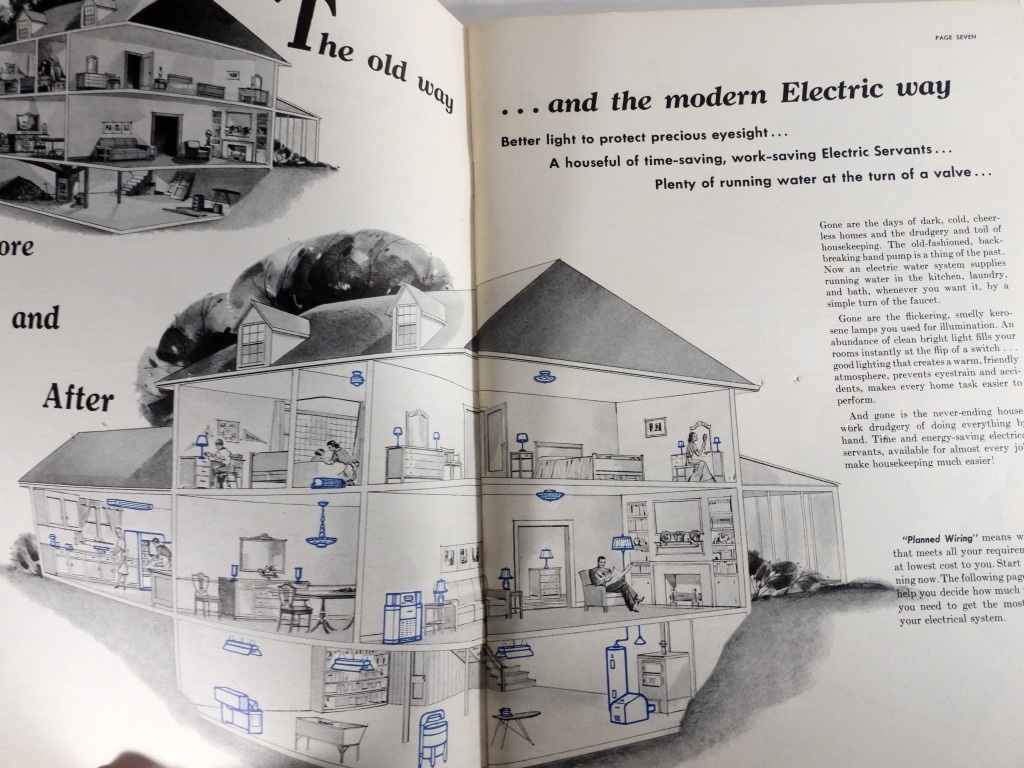 The old way
ore
and
After
PAGE SEVEN
... and the modern Electric way
Better light to protect precious eyesight...
A houseful of time-saving, work-saving Electric Servants...
Plenty of running water at the turn of a valve...
Gone are the days of dark, cold, cheer-
less homes and the drudgery and toil of
housekeeping. The old-fashioned, back-
breaking hand pump is a thing of the past.
Now an electric water system supplies
running water in the kitchen, laundry,
and bath, whenever you want it, by a
simple turn of the faucet.
Gone are the flickering, smelly kero-
sene lamps you used for illumination. An
abundance of clean bright light fills your
rooms instantly at the flip of a switch ...
good lighting that creates a warm, friendly
atmosphere, prevents eyestrain and acci-
dents, makes every home task easier to
perform.
And gone is the never-ending house
work drudgery of doing everything b
hand. Time and energy-saving electric
servants, available for almost every jo
make housekeeping much easier!
"Planned Wiring" means w
that meets all your requirem
at lowest cost to you. Start
ning now. The following page
help you decide how much
you need to get the mos
your electrical system.